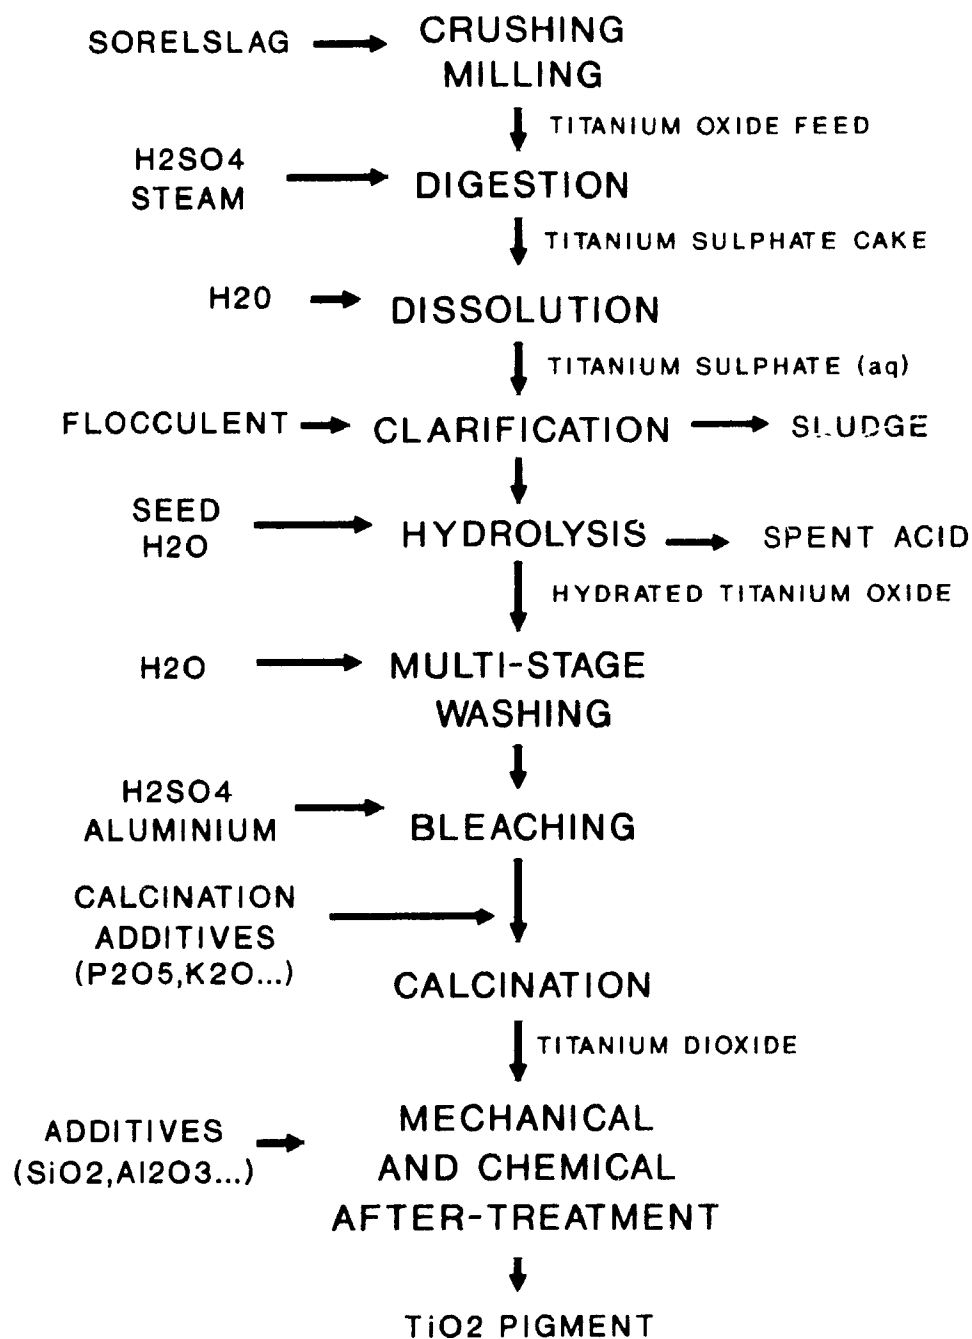 SORELSLAG
CRUSHING
MILLING
TITANIUM OXIDE FEED
H2SO4
STEAM
DIGESTION
TITANIUM SULPHATE CAKE
H20
DISSOLUTION
TITANIUM SULPHATE (aq)
FLOCCULENT
CLARIFICATION
SLUDGE
SEED
H2O
HYDROLYSIS
SPENT ACID
HYDRATED TITANIUM OXIDE
H2O
MULTI-STAGE
WASHING
H2SO4
ALUMINIUM
BLEACHING
CALCINATION
ADDITIVES
(P2O5,K2O...)
CALCINATION
TITANIUM DIOXIDE
ADDITIVES
(SiO2,Al2O3...)
MECHANICAL
AND CHEMICAL
AFTER-TREATMENT
TiO2 PIGMENT